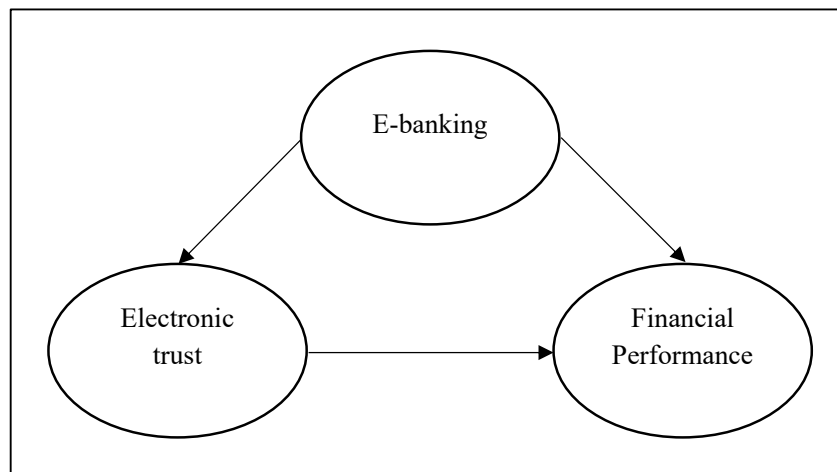 E-banking
Electronic
trust
Financial
Performance